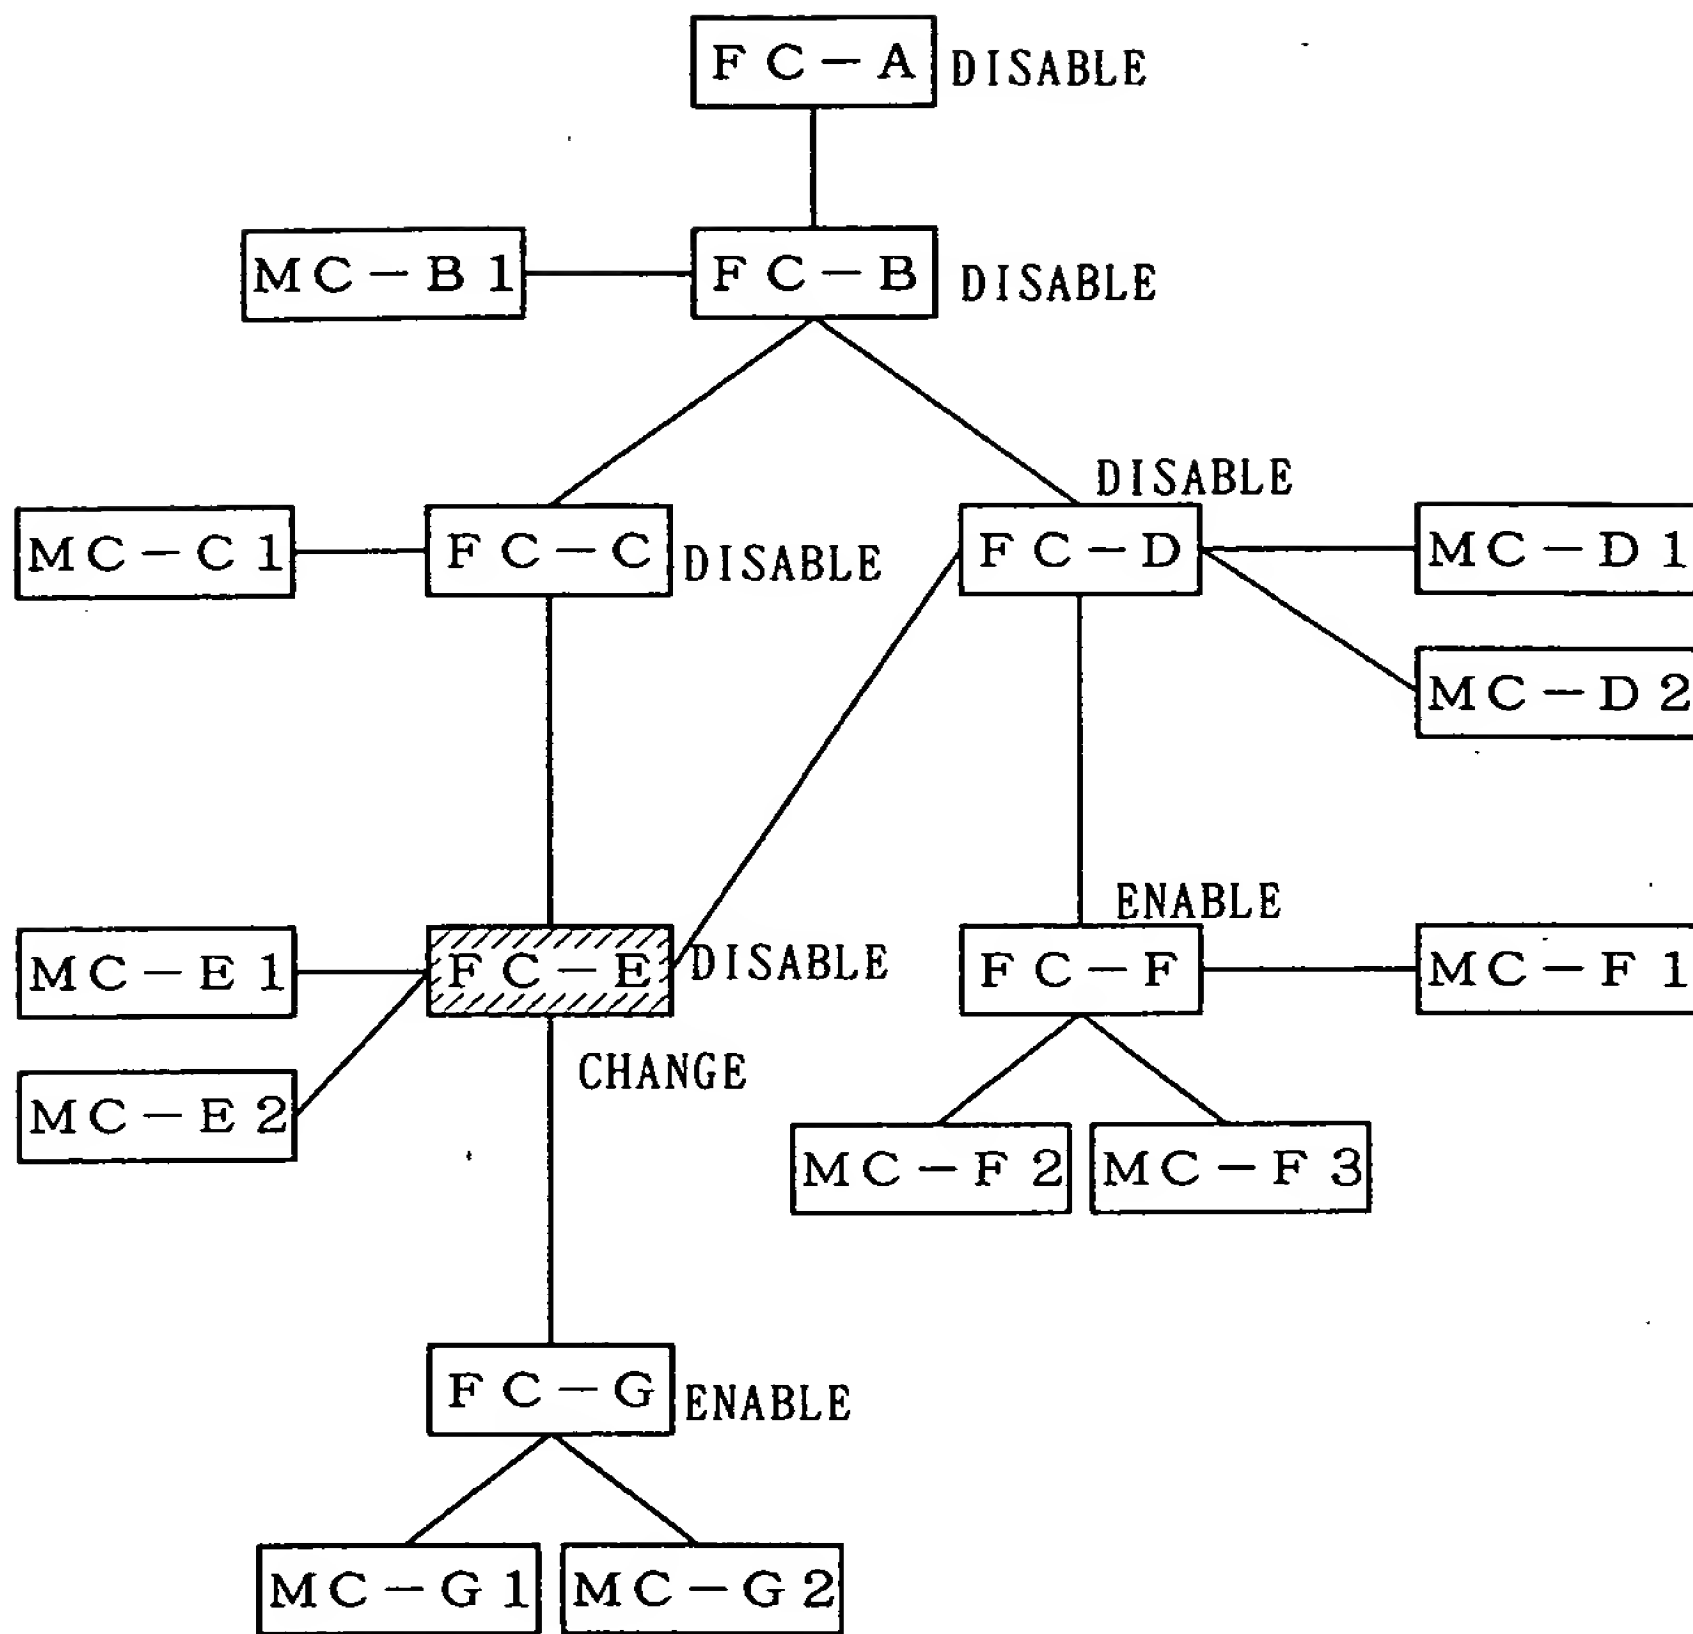 FC-A DISABLE
MC-B1 FC-B DISABLE
DISABLE
MC-C1 FC-C DISABLE FC-D MC-D1
MC-D2
ENABLE
MC-E1 FC-E DISABLE FC-F MC-F1
CHANGE
MC-E2
MC-F2 MC-F3
FC-G ENABLE
MC-G1 MC-G2